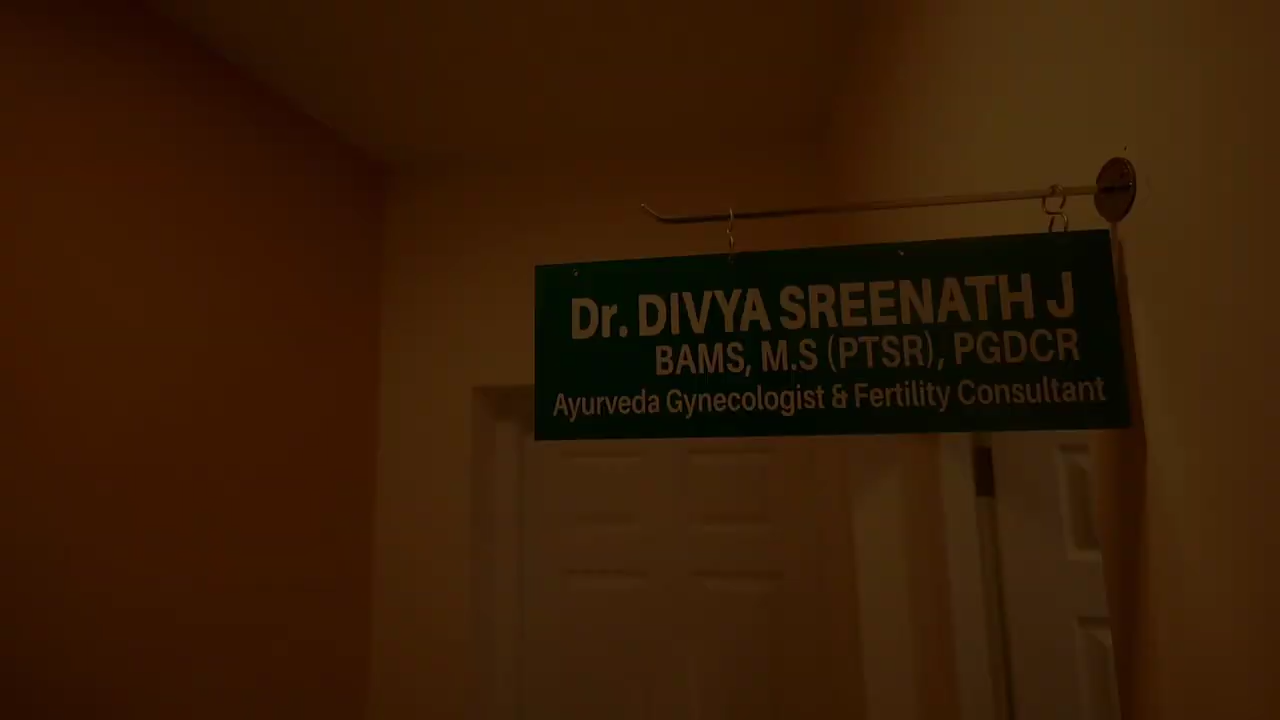 Dr. DIVYA SREENATH J
BAMS, M.S (PTSR), PGDCR
Ayurveda Gynecologist & Fertility Consultant